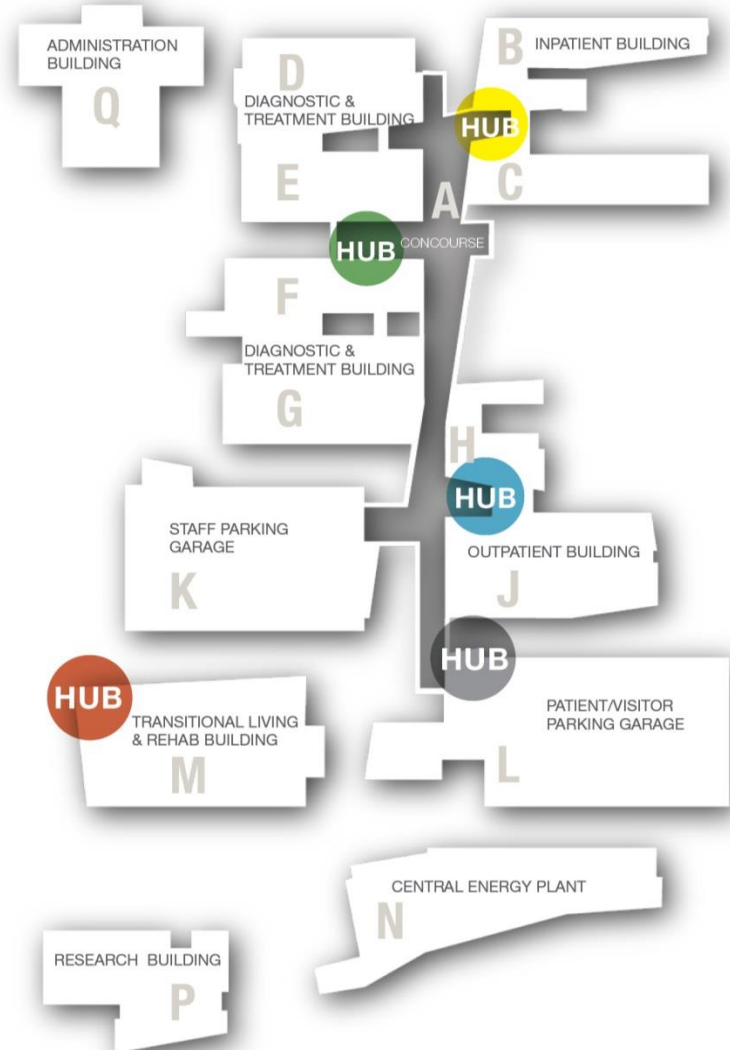 ADMINISTRATION
BUILDING
Q
D
DIAGNOSTIC &
TREATMENT BUILDING
E
B
INPATIENT BUILDING
HUB
C
A
CONCOURSE
HUB
F
DIAGNOSTIC &
TREATMENT BUILDING
G
H
HUB
STAFF PARKING
GARAGE
K
OUTPATIENT BUILDING
J
HUB
HUB
TRANSITIONAL LIVING
& REHAB BUILDING
M
PATIENT/VISITOR
PARKING GARAGE
L
CENTRAL ENERGY PLANT
N
RESEARCH BUILDING
P